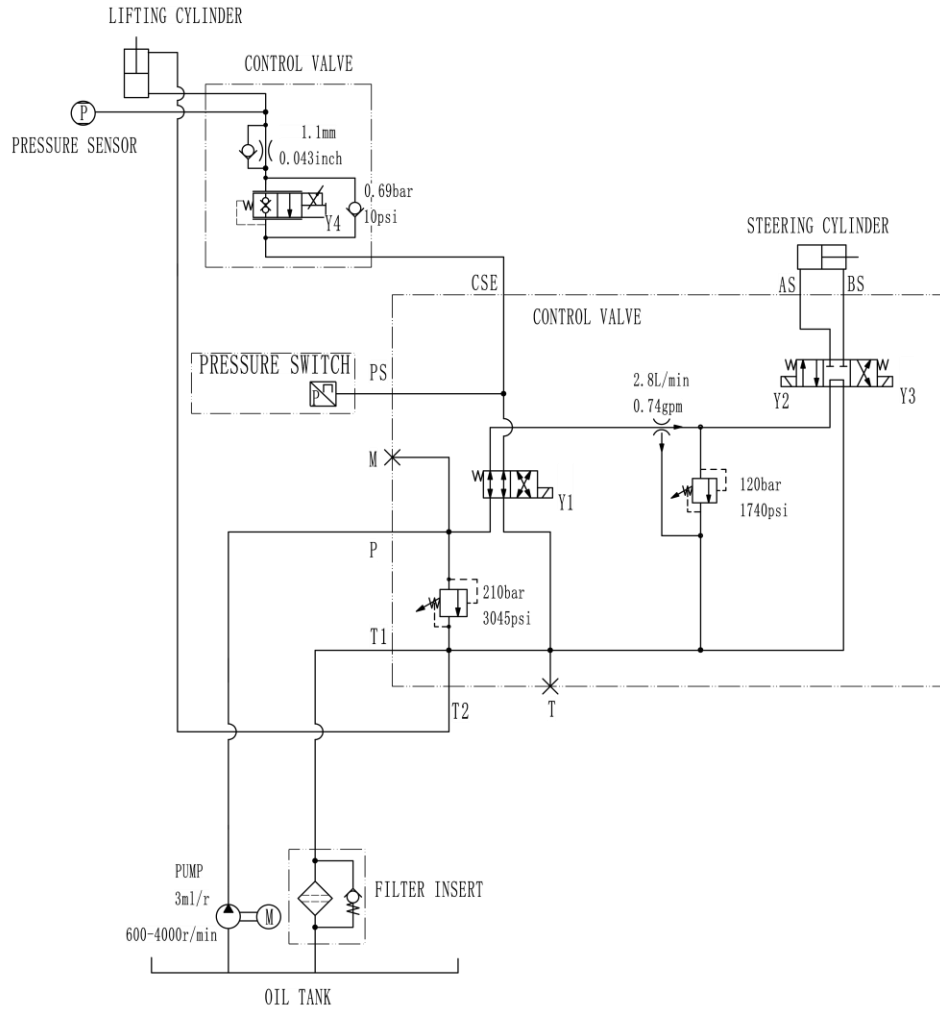 LIFTING CYLINDER
CONTROL VALVE
P
PRESSURE SENSOR
1.1mm
0.043inch
0.69bar
10psi
Y4
STEERING CYLINDER
CSE
AS
BS
CONTROL VALVE
PRESSURE SWITCH
P
PS
2.8L/min
0.74gpm
Y2
Y3
M
Y1
120bar
1740psi
P
210bar
3045psi
T1
T2
T
PUMP
3ml/r
M
600-4000r/min
FILTER INSERT
OIL TANK